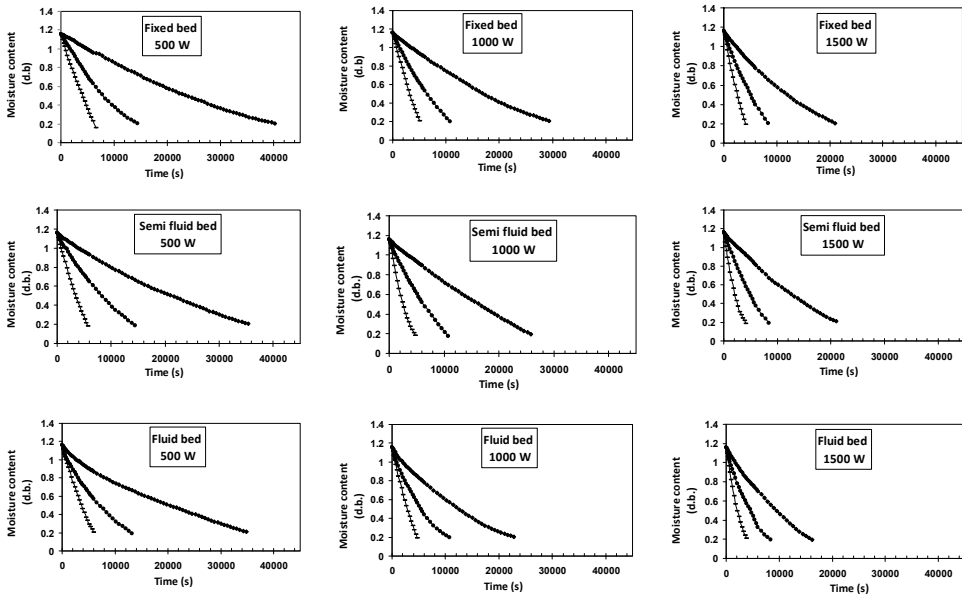 Moisture content
(d.b)
1.4
1.2
1
0.8
0.6
0.4
0.2
0
Fixed bed
500 W
0 10000 20000 30000 40000
Time (s)
Moisture content
(d.b)
1.4
1.2
1
0.8
0.6
0.4
0.2
0
Fixed bed
1000 W
0 10000 20000 30000 40000
Time (s)
Moisture content
(d.b)
1.4
1.2
1
0.8
0.6
0.4
0.2
0
Fixed bed
1500 W
0 10000 20000 30000 40000
Time (s)
Moisture content
(d.b.)
1.4
1.2
1
0.8
0.6
0.4
0.2
0
Semi fluid bed
500 W
0 10000 20000 30000 40000
Time (s)
Moisture content
(d.b.)
1.4
1.2
1
0.8
0.6
0.4
0.2
0
Semi fluid bed
1000 W
0 10000 20000 30000 40000
Time (s)
Moisture content
(d.b.)
1.4
1.2
1
0.8
0.6
0.4
0.2
0
Semi fluid bed
1500 W
0 10000 20000 30000 40000
Time (s)
Moisture content
(d.b.)
1.4
1.2
1
0.8
0.6
0.4
0.2
0
Fluid bed
500 W
0 10000 20000 30000 40000
Time (s)
Moisture content
(d.b.)
1.4
1.2
1
0.8
0.6
0.4
0.2
0
Fluid bed
1000 W
0 10000 20000 30000 40000
Time (s)
Moisture content
(d.b.)
1.4
1.2
1
0.8
0.6
0.4
0.2
0
Fluid bed
1500 W
0 10000 20000 30000 40000
Time (s)